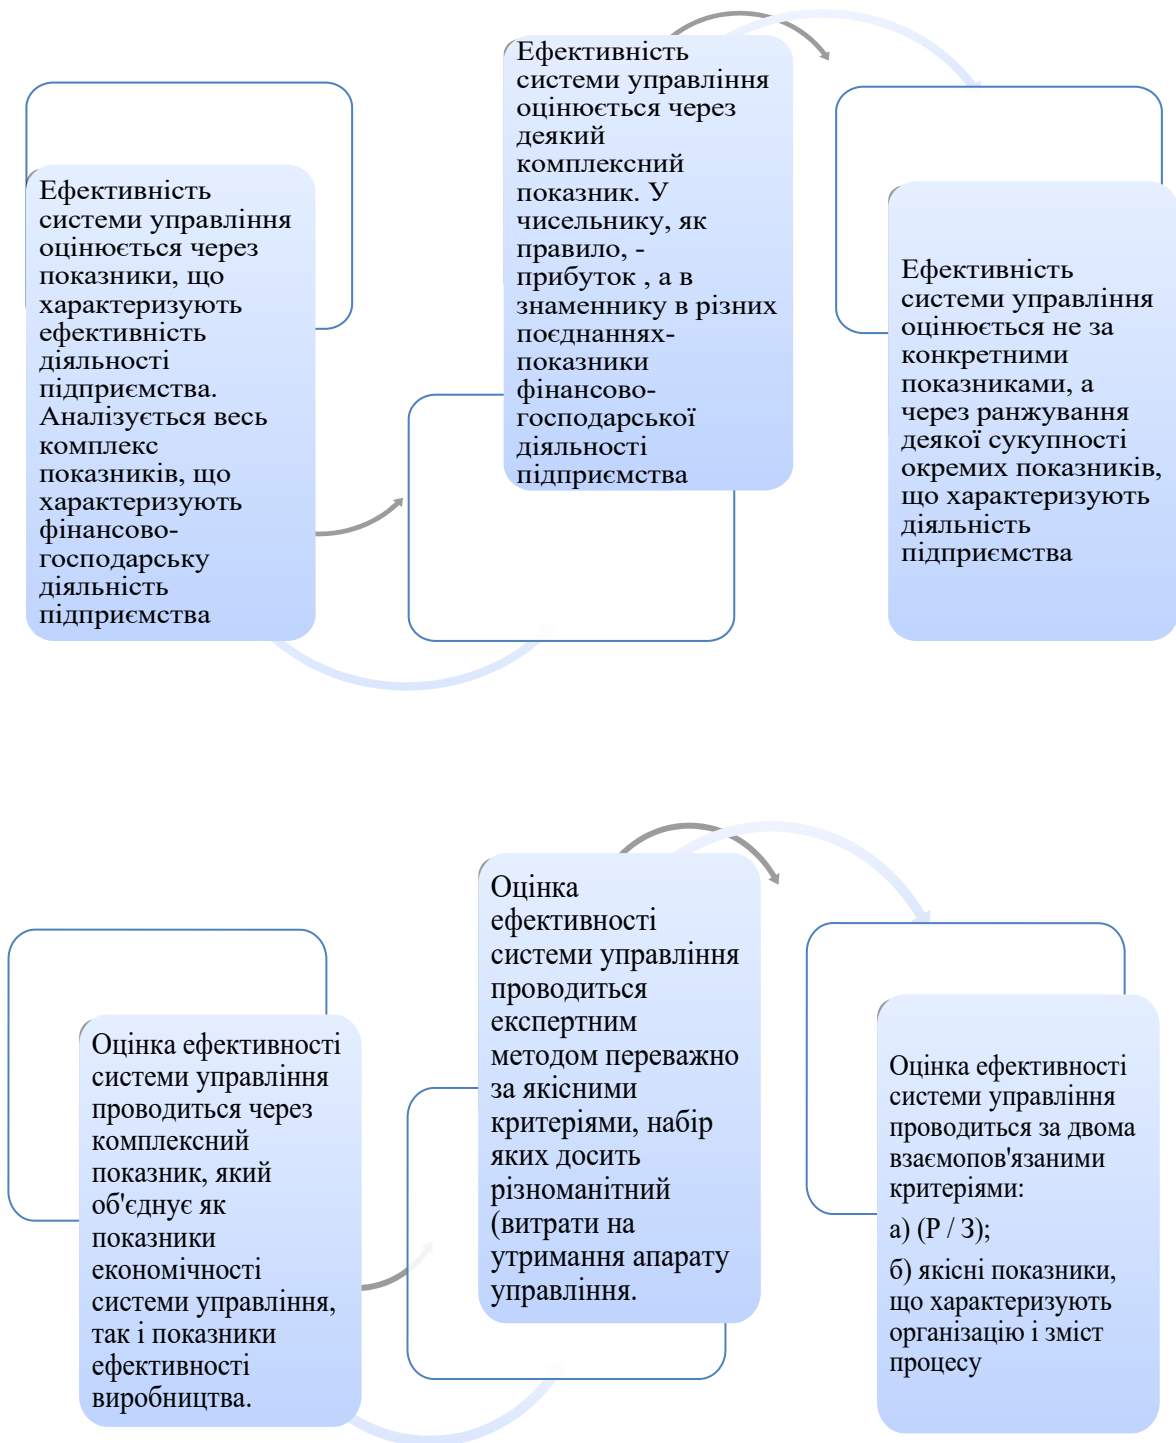 Ефективність
системи управління
оцінюється через
показники, що
характеризують
ефективність
діяльності
підприємства.
Аналізується весь
комплекс
показників, що
характеризують
фінансово-
господарську
діяльність
підприємства
Ефективність
системи управління
оцінюється через
деякий
комплексний
показник. У
чисельнику, як
правило, -
прибуток , а в
знаменнику в різних
поєднаннях-
показники
фінансово-
господарської
діяльності
підприємства
Ефективність
системи управління
оцінюється не за
конкретними
показниками, а
через ранжування
деякої сукупності
окремих показників,
що характеризують
діяльність
підприємства
Оцінка ефективності
системи управління
проводиться через
комплексний
показник, який
об'єднує як
показники
економічності
системи управління,
так і показники
ефективності
виробництва.
Оцінка
ефективності
системи управління
проводиться
експертним
методом переважно
за якісними
критеріями, набір
яких досить
різноманітний
(витрати на
утримання апарату
управління.
Оцінка ефективності
системи управління
проводиться за двома
взаємопов'язаними
критеріями:
а) (Р / З);
б) якісні показники,
що характеризують
організацію і зміст
процесу